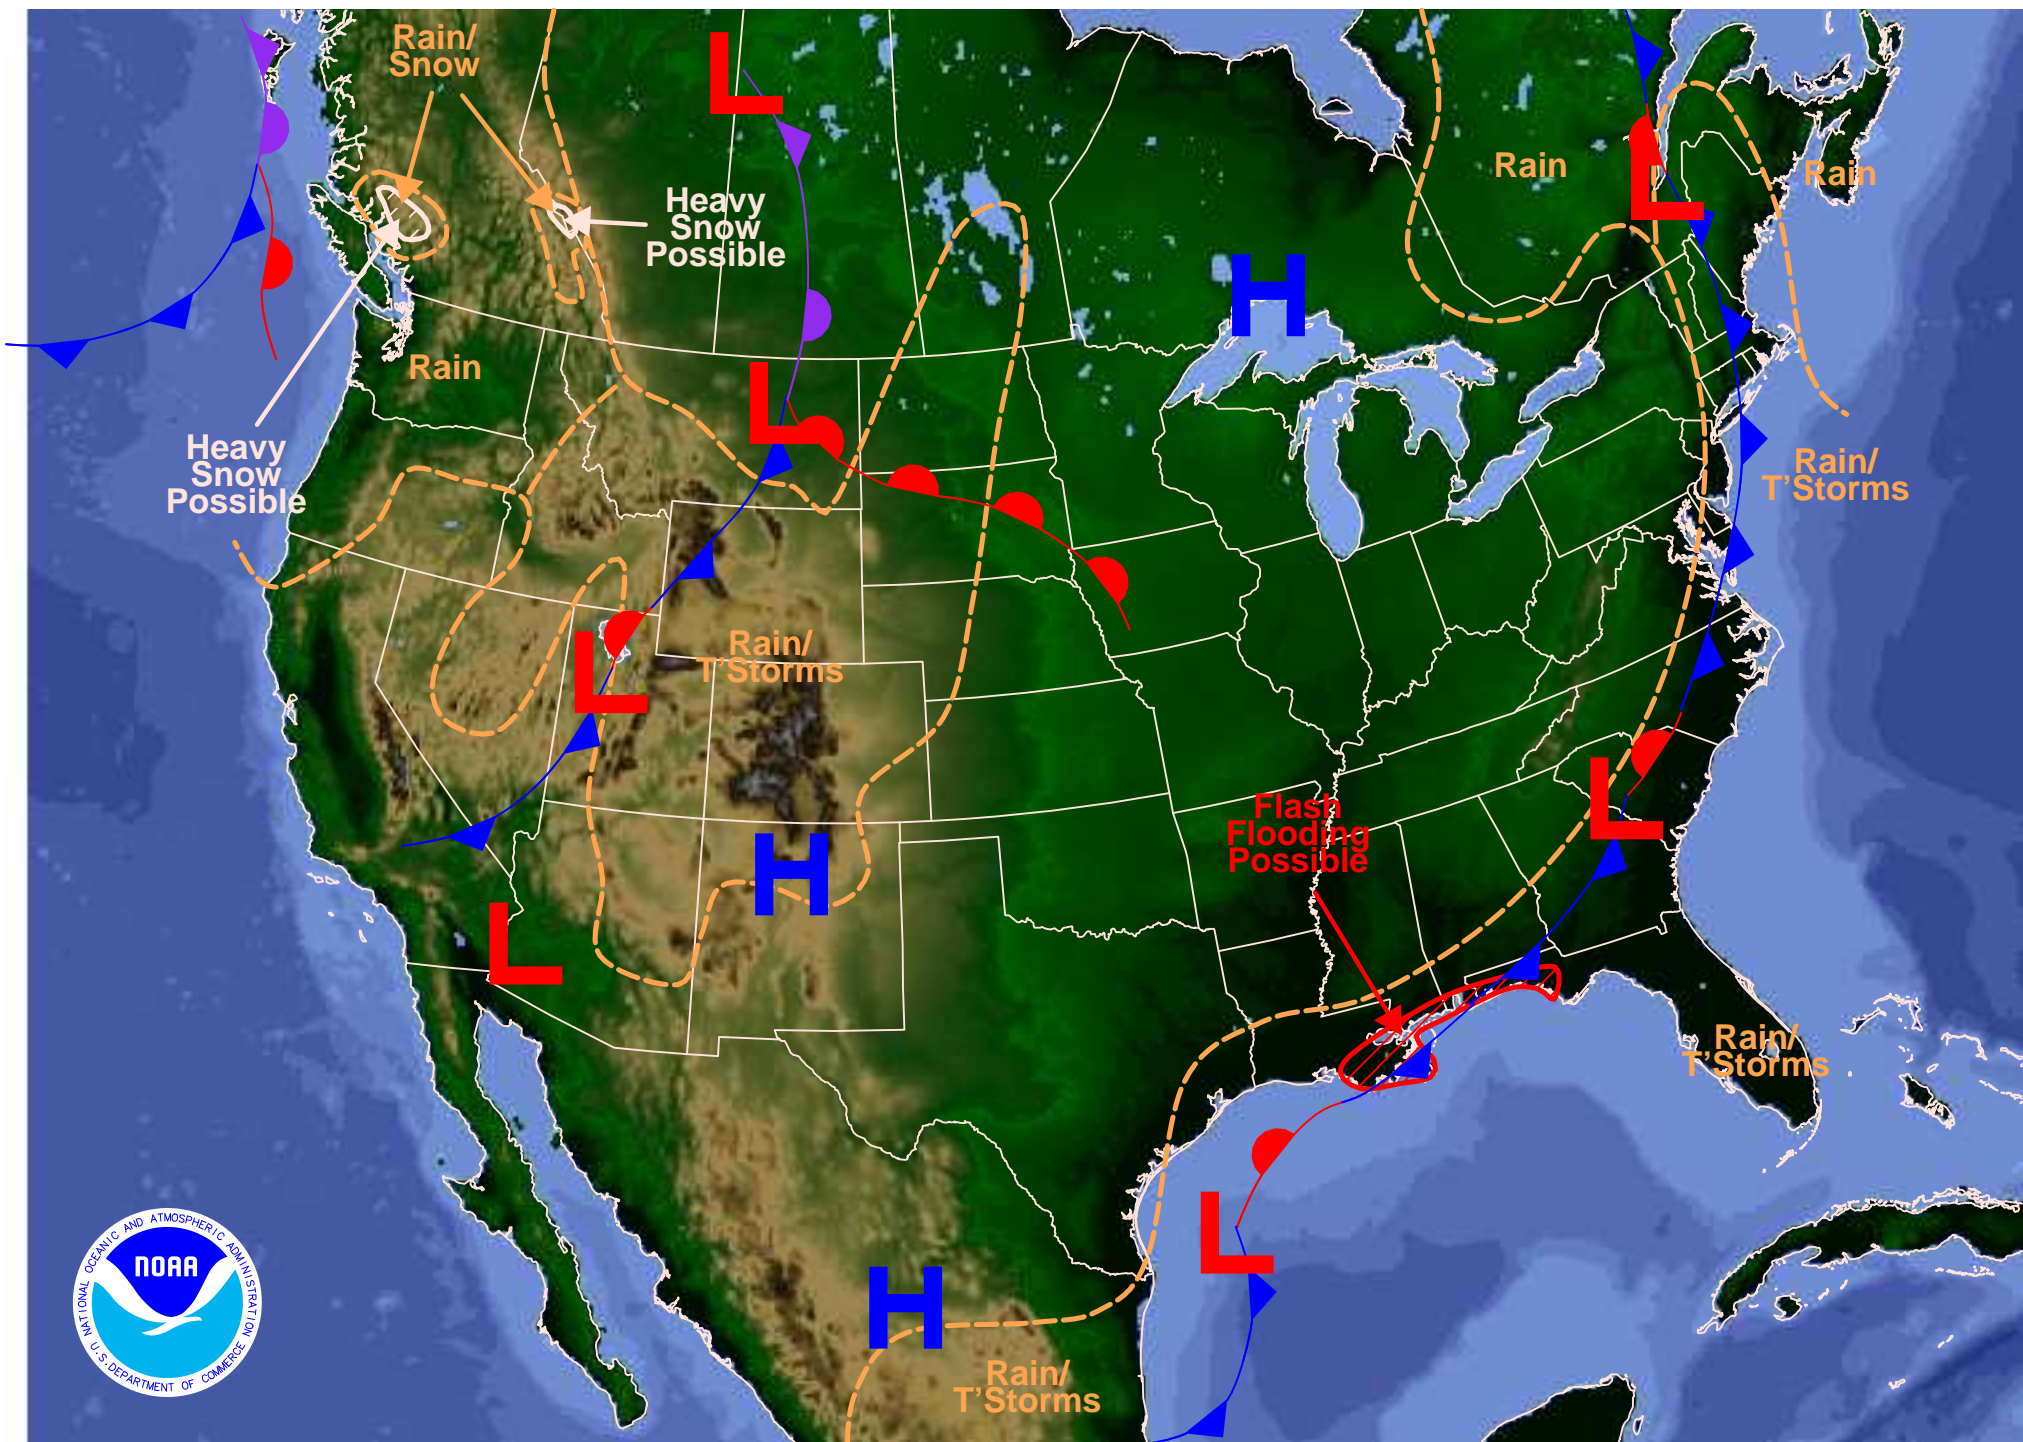 Rain/
Snow
L
Heavy
Snow
Possible
Rain
Rain
L
H
Rain
L
Heavy
Snow
Possible
Rain/
T'Storms
Rain/
T'Storms
L
Flash
Flooding
Possible
L
H
L
Rain/
T'Storms
L
H
Rain/
T'Storms
NATIONAL OCEANIC AND ATMOSPHERIC ADMINISTRATION
NOAA
U.S. DEPARTMENT OF COMMERCE